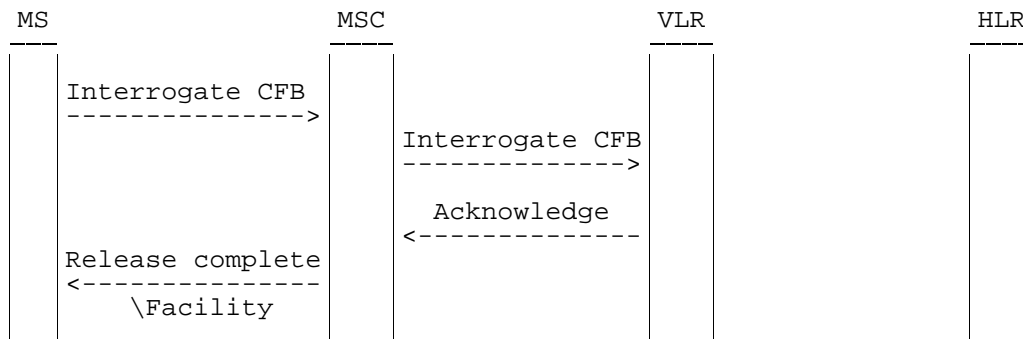 MS MSC VLR HLR
Interrogate CFB
Interrogate CFB
Acknowledge
Release complete
\Facility